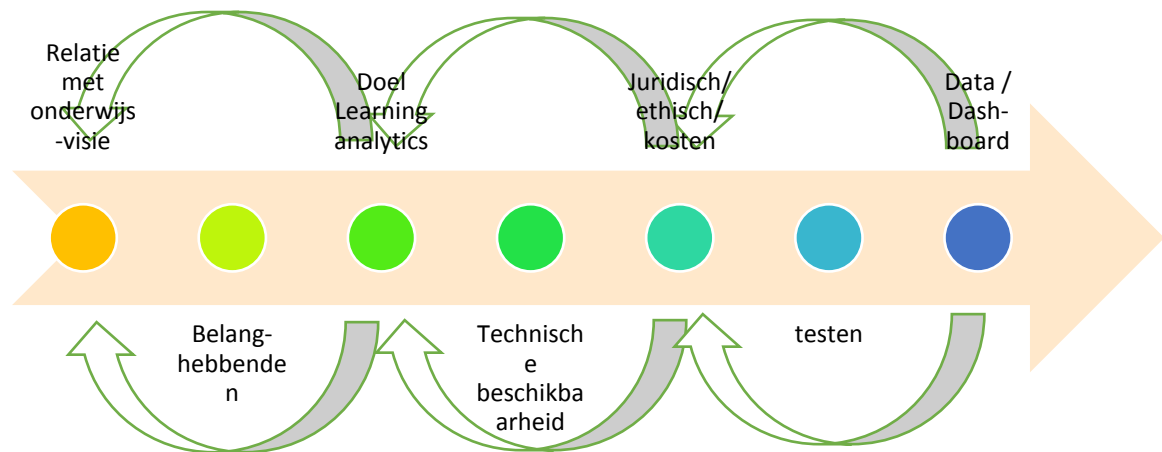 Relatie
met
onderwijs
-visie
Doel
Learning
analytics
Juridisch/
ethisch/
kosten
Data /
Dash-
board
Belang-
hebbende
n
Technisch
e
beschikba
arheid
testen